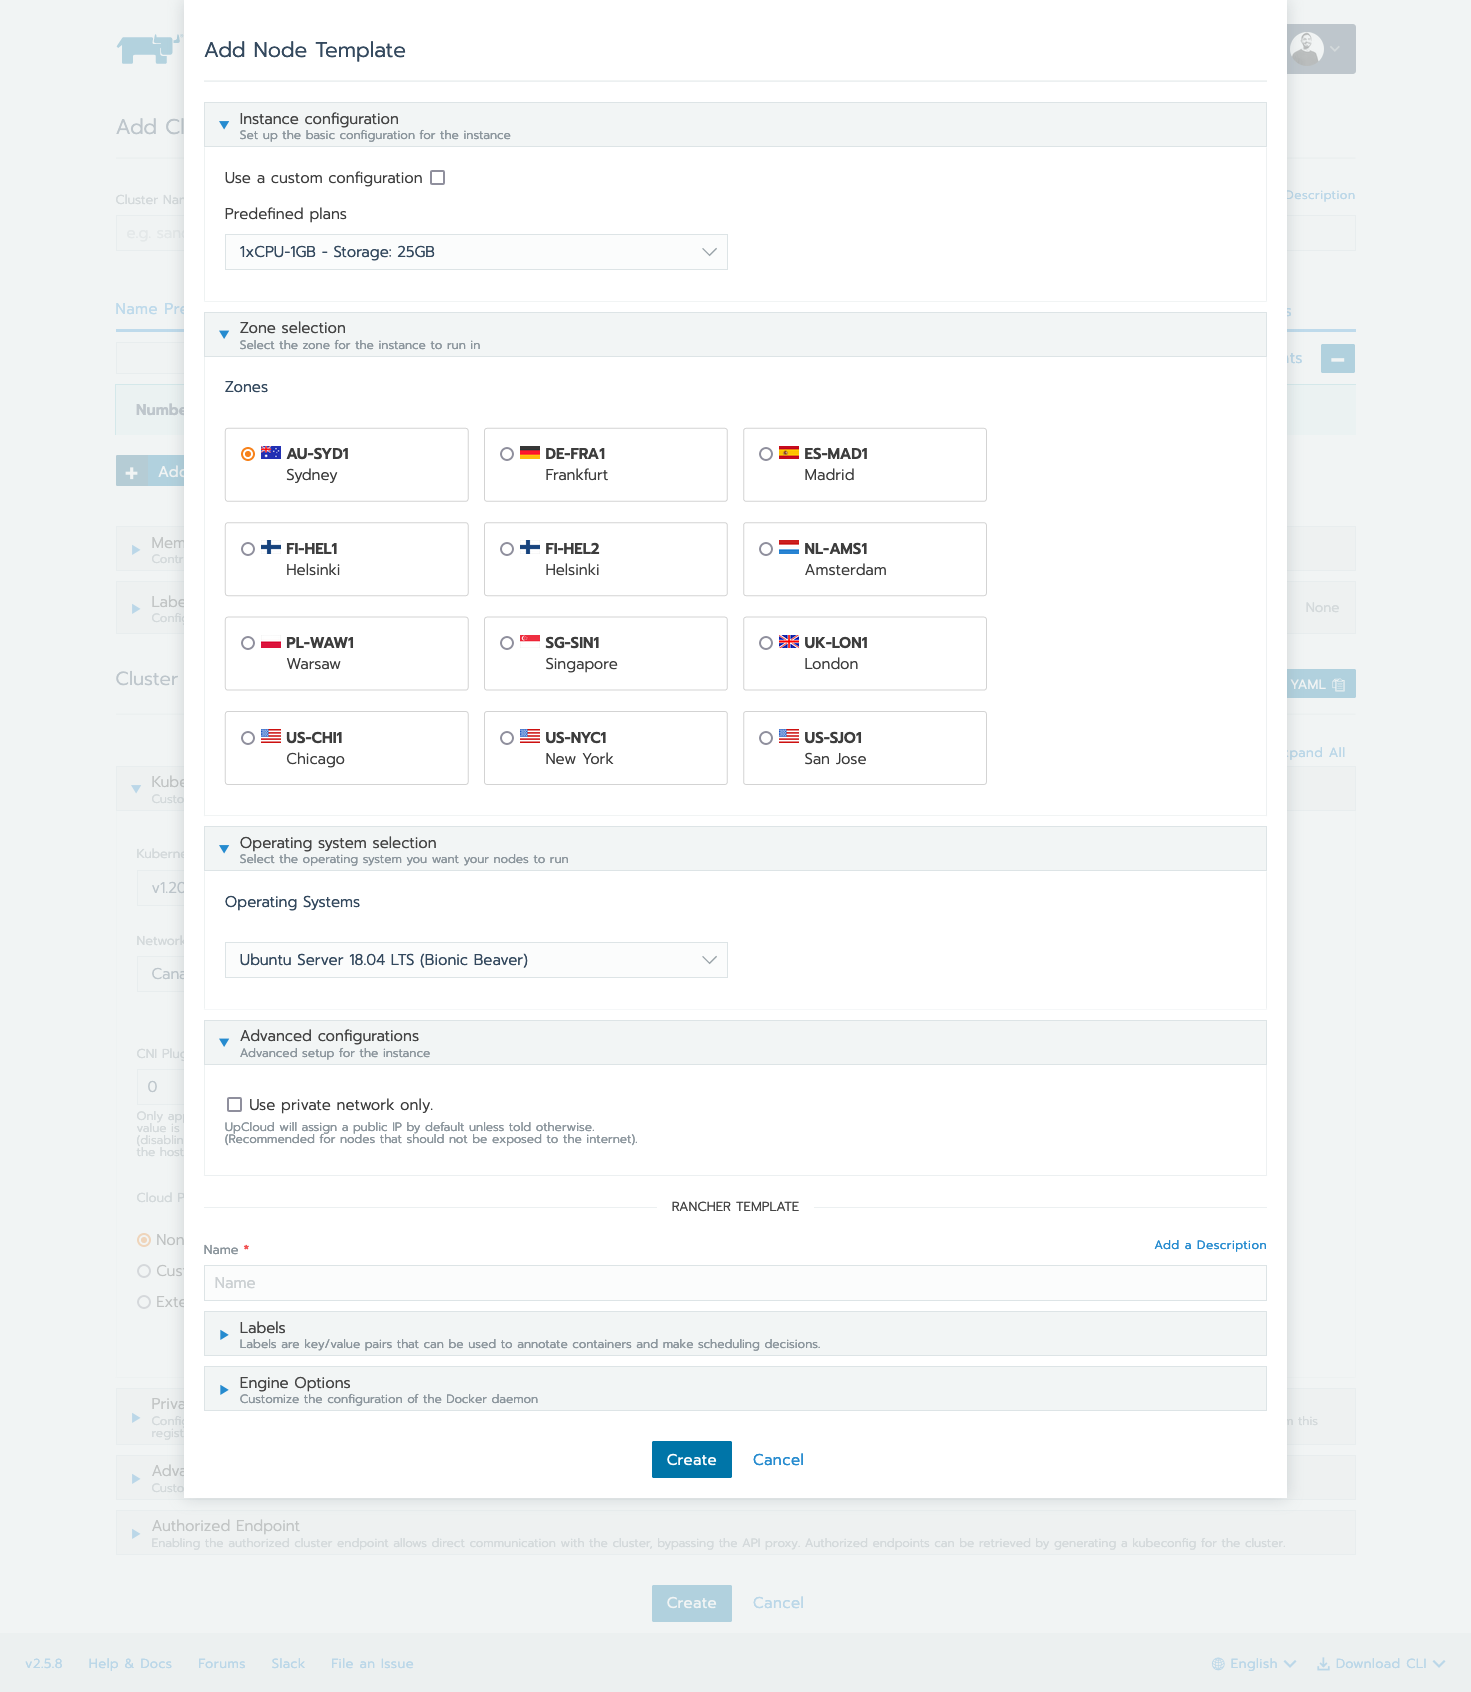 Add Node Template
Add Cl
Instance configuration
Set up the basic configuration for the instance
Use a custom configuration
Cluster Nar
Description
Predefined plans
e.g. san
1xCPU-1GB - Storage: 25GB
Name Pre
s
Zone selection
Select the zone for the instance to run in
ts
Zones
Numbe
AU-SYD1
Sydney
DE-FRA1
Frankfurt
ES-MAD1
Madrid
Add
FI-HEL1
Helsinki
FI-HEL2
Helsinki
NL-AMS1
Amsterdam
Mem
Contr
Labe
Config
None
PL-WAW1
Warsaw
SG-SIN1
Singapore
UK-LON1
London
Cluster
YAML
US-CHI1
Chicago
US-NYC1
New York
US-SJO1
San Jose
pand All
Kube
Custo
Operating system selection
Select the operating system you want your nodes to run
Kuberne
v1.20
Operating Systems
Network
Cana
Ubuntu Server 18.04 LTS (Bionic Beaver)
Advanced configurations
Advanced setup for the instance
CNI Plug
0
Use private network only.
Only app
value is
(disablin
the host
UpCloud will assign a public IP by default unless told otherwise.
(Recommended for nodes that should not be exposed to the internet).
Cloud P
RANCHER TEMPLATE
Non
Cus
Exte
Name *
Add a Description
Name
Labels
Labels are key/value pairs that can be used to annotate containers and make scheduling decisions.
Engine Options
Customize the configuration of the Docker daemon
Priva
Config
regist
m this
Create Cancel
Adva
Custo
Authorized Endpoint
Enabling the authorized cluster endpoint allows direct communication with the cluster, bypassing the API proxy. Authorized endpoints can be retrieved by generating a kubeconfig for the cluster.
Create Cancel
v2.5.8 Help & Docs Forums Slack File an Issue English Download CLI